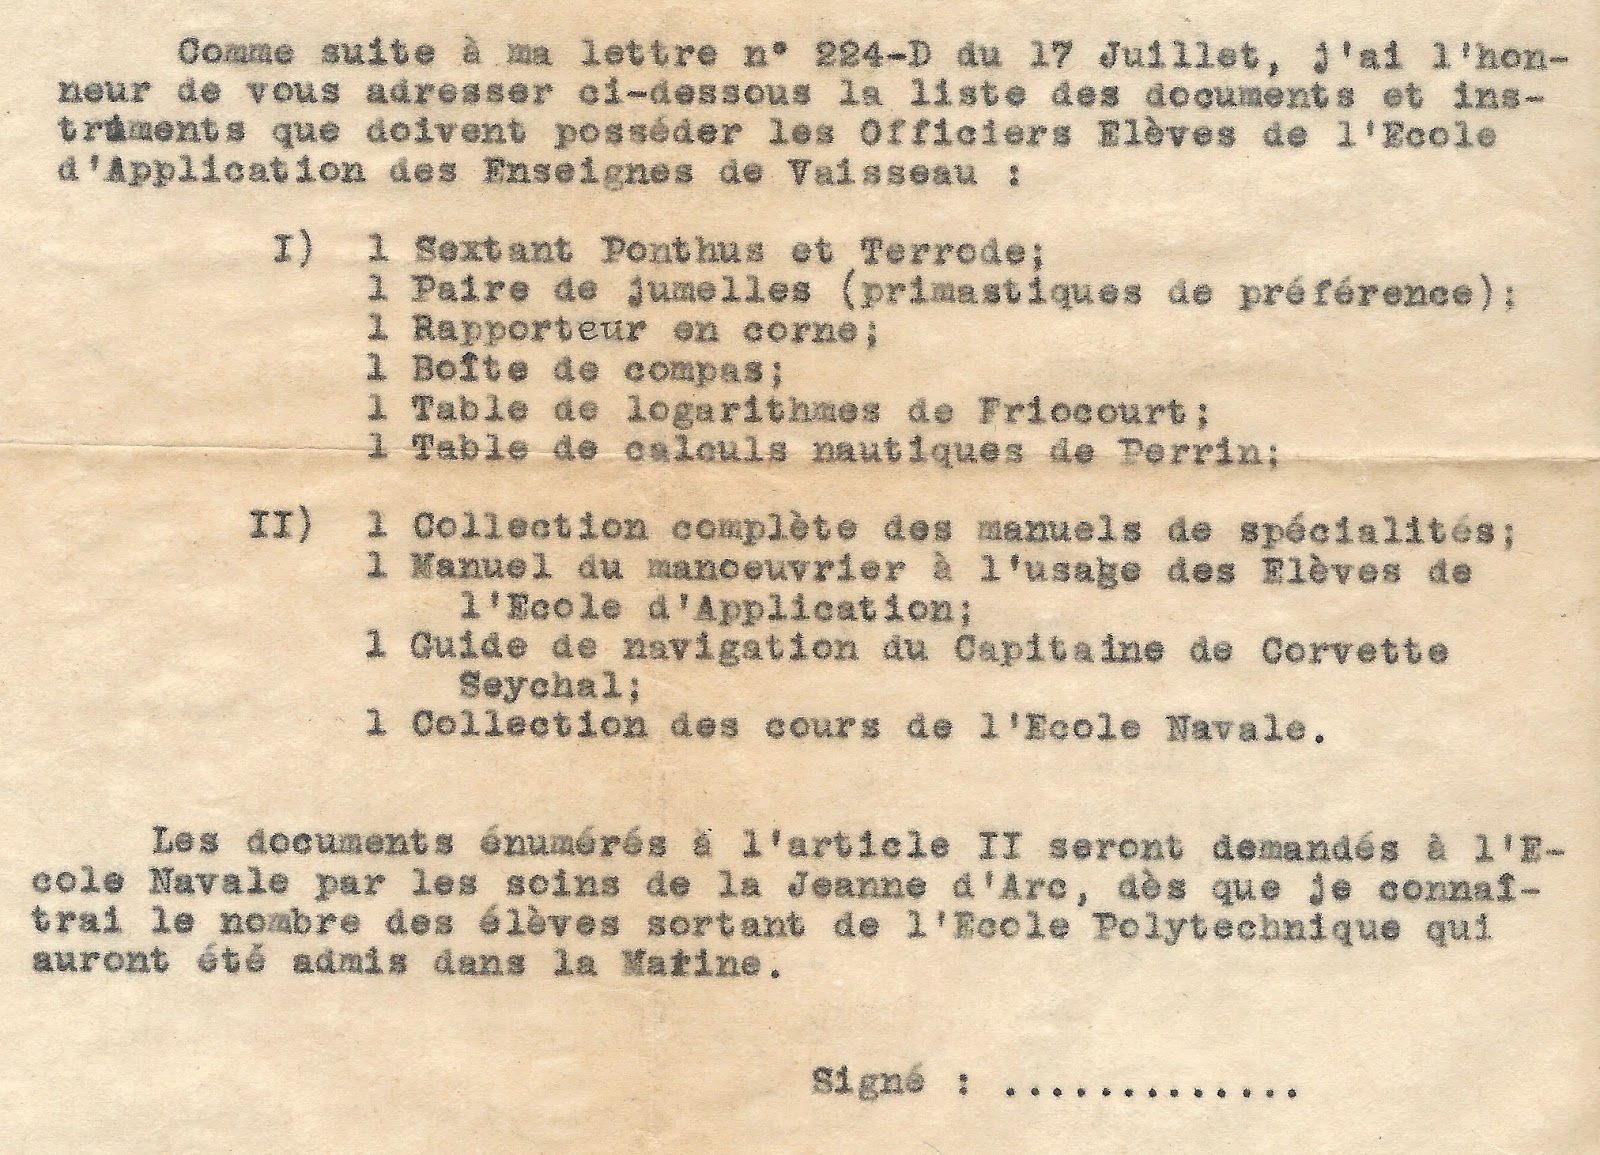 Comme suite à ma lettre n° 224-D du 17 Juillet, j'ai l'hon-
neur de vous adresser ci-dessous la liste des documents et ins-
truments que doivent posséder les Officiers Elèves de l'Ecole
d'Application des Enseignes de Vaisseau :
I) 1 Sextant Ponthus et Terrode;
1 Paire de jumelles (primastiques de préférence);
1 Rapporteur en corne;
1 Boîte de compas;
1 Table de logarithmes de Friocourt;
1 Table de calculs nautiques de Perrin;
II) 1 Collection complète des manuels de spécialités;
1 Manuel du manoeuvrier à l'usage des Elèves de
l'Ecole d'Application;
1 Guide de navigation du Capitaine de Corvette
Seychal;
1 Collection des cours de l'Ecole Navale.
Les documents énumérés à l'article II seront demandés à l'E-
cole Navale par les soins de la Jeanne d'Arc, dès que je connaî-
trai le nombre des élèves sortant de l'Ecole Polytechnique qui
auront été admis dans la Marine.
Signé : .............